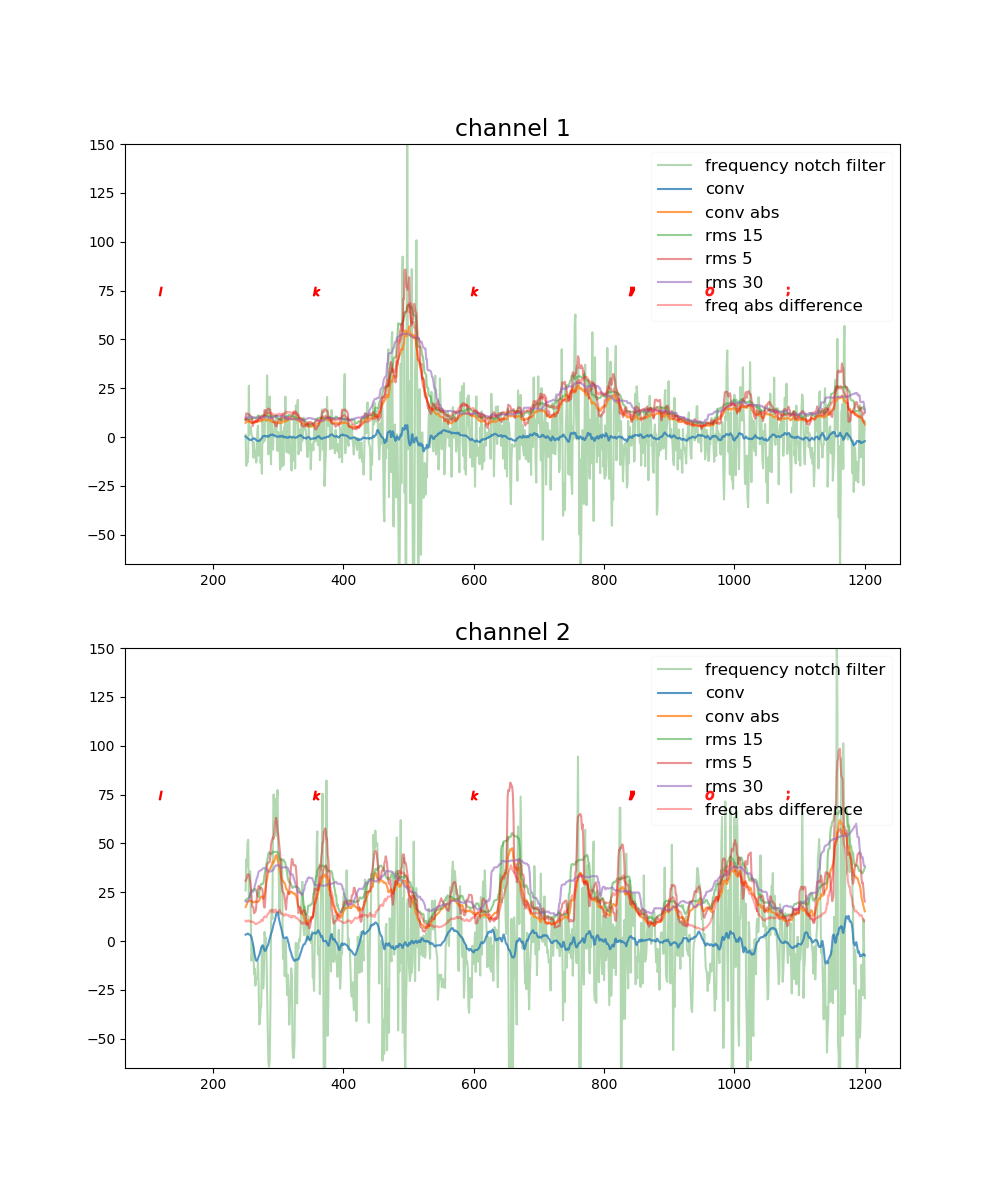 channel 1
150
125
100
75
50
25
0
−25
−50
frequency notch filter
conv
conv abs
rms 15
rms 5
rms 30
freq abs difference
l k k , o ;
200 400 600 800 1000 1200
channel 2
150
125
100
75
50
25
0
−25
−50
frequency notch filter
conv
conv abs
rms 15
rms 5
rms 30
freq abs difference
l k k , o ;
200 400 600 800 1000 1200